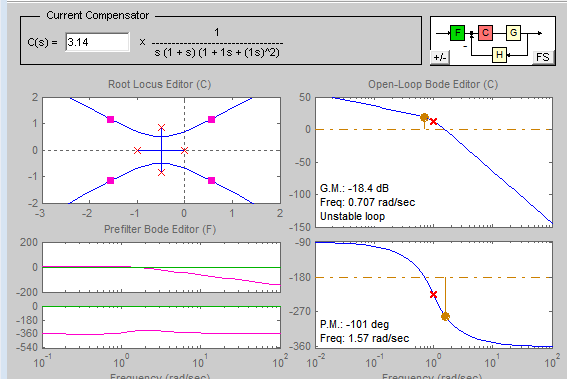 Current Compensator
C(s) = 3.14 x 1
s (1 + s) (1 + 1s + (1s)^2)
F C G
- H
+/- FS
Root Locus Editor (C)
2
1
0
-1
-2
-3 -2 -1 0 1 2
Open-Loop Bode Editor (C)
50
0
-50
-100
-150
G.M.: -18.4 dB
Freq: 0.707 rad/sec
Unstable loop
Prefilter Bode Editor (F)
200
0
-200
0
-180
-360
-540
10^-1 10^0 10^1 10^2
Frequency (rad/sec)
-90
-180
-270
-360
P.M.: -101 deg
Freq: 1.57 rad/sec
10^-2 10^-1 10^0 10^1 10^2
Frequency (rad/sec)